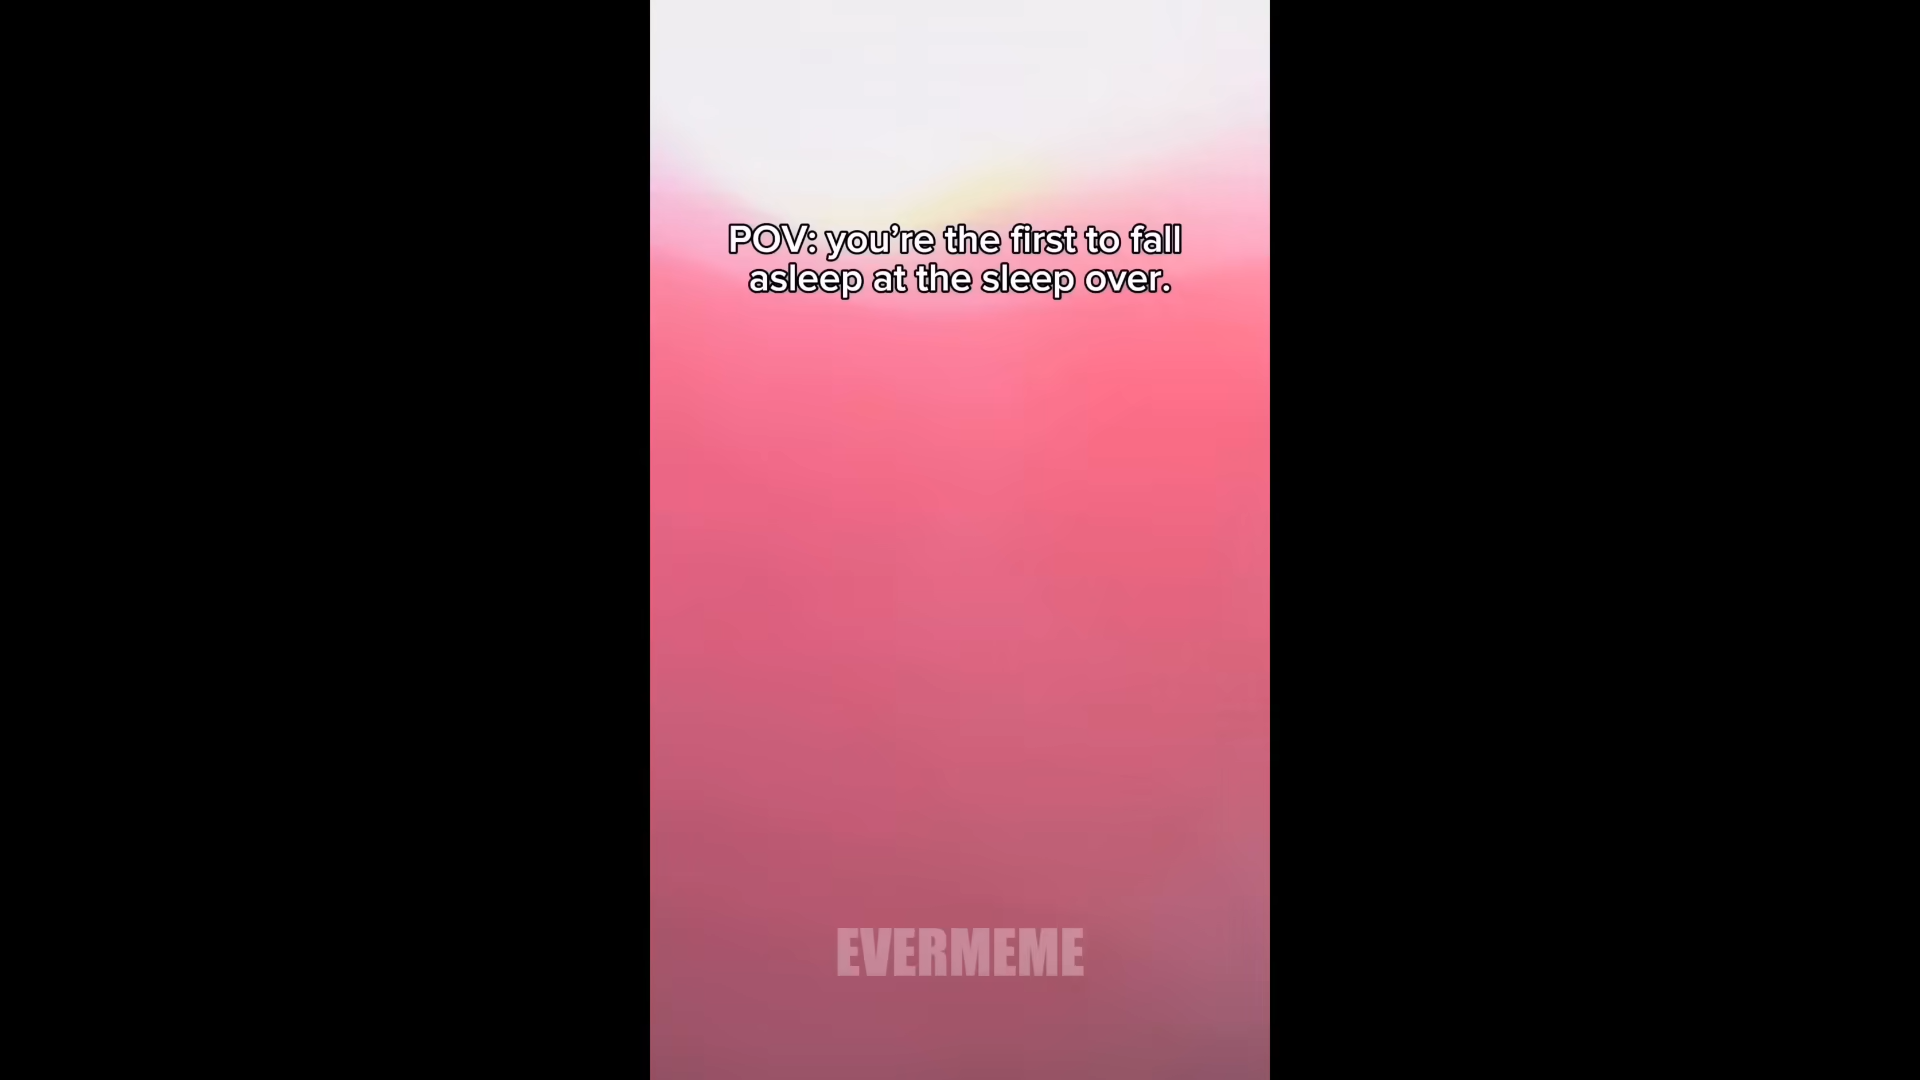 POV: you’re the first to fall
asleep at the sleep over.
EVERMEME